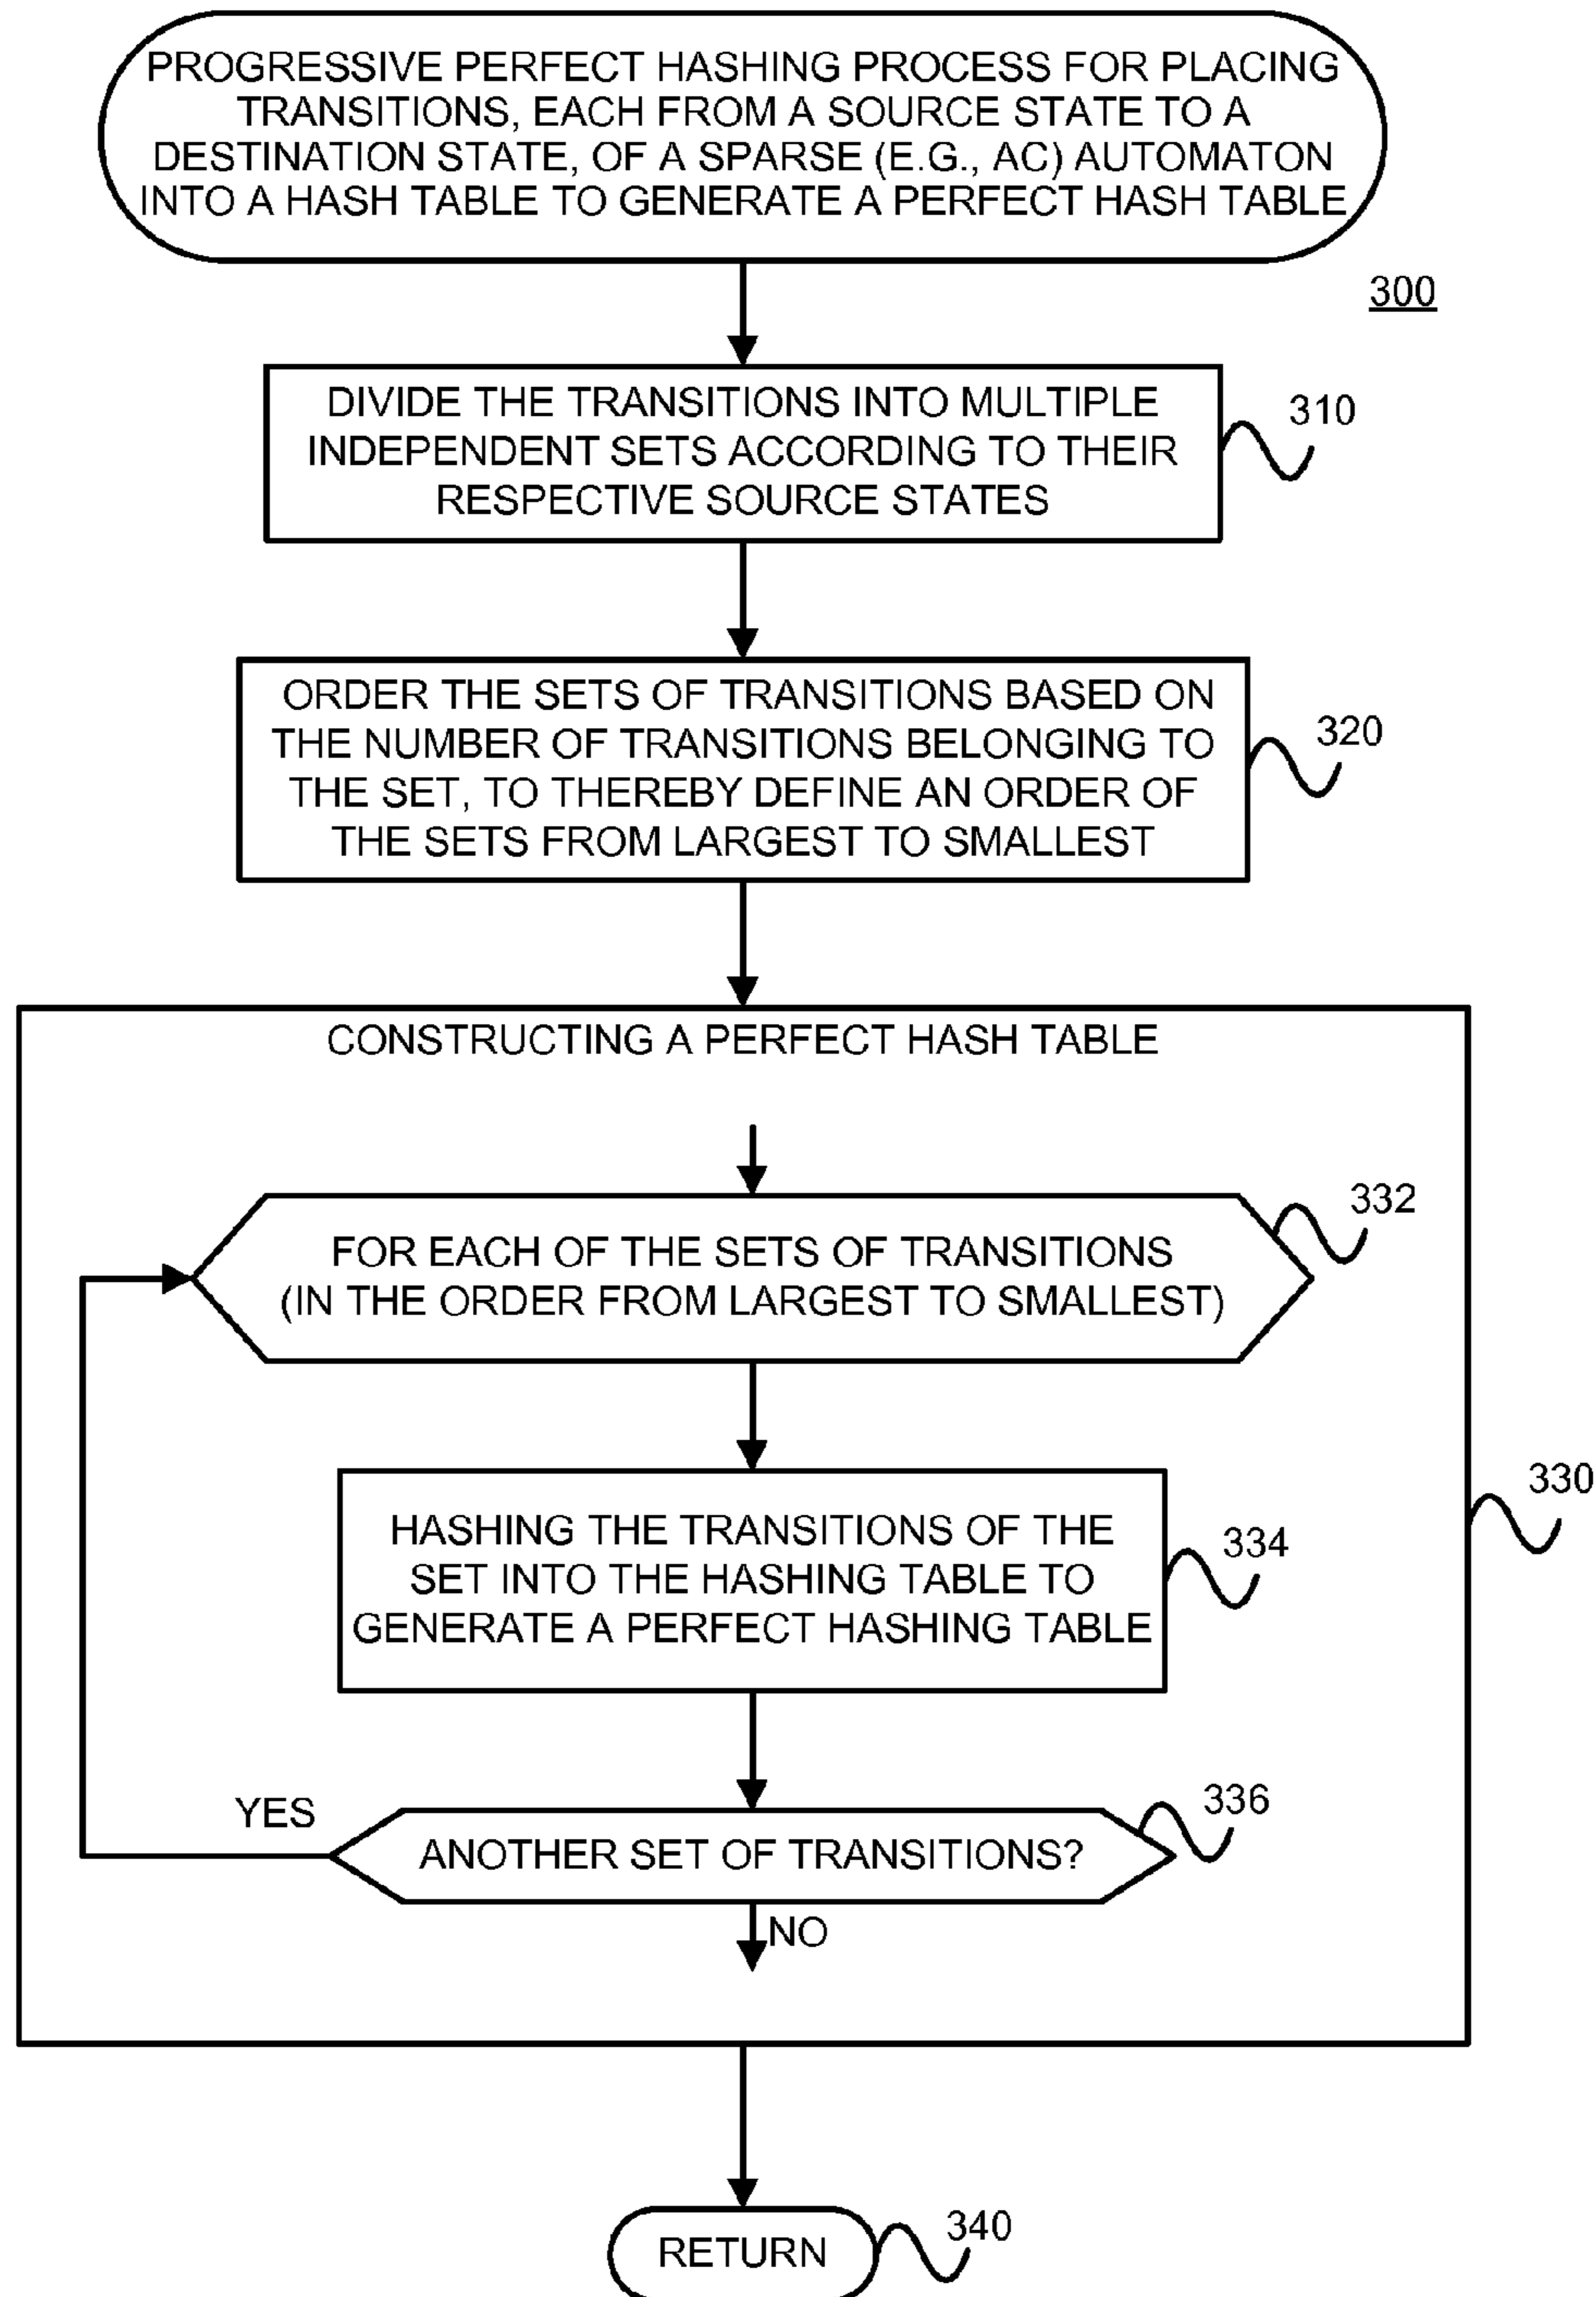 PROGRESSIVE PERFECT HASHING PROCESS FOR PLACING
TRANSITIONS, EACH FROM A SOURCE STATE TO A
DESTINATION STATE, OF A SPARSE (E.G., AC) AUTOMATON
INTO A HASH TABLE TO GENERATE A PERFECT HASH TABLE
300
DIVIDE THE TRANSITIONS INTO MULTIPLE
INDEPENDENT SETS ACCORDING TO THEIR
RESPECTIVE SOURCE STATES
310
ORDER THE SETS OF TRANSITIONS BASED ON
THE NUMBER OF TRANSITIONS BELONGING TO
THE SET, TO THEREBY DEFINE AN ORDER OF
THE SETS FROM LARGEST TO SMALLEST
320
CONSTRUCTING A PERFECT HASH TABLE
332
FOR EACH OF THE SETS OF TRANSITIONS
(IN THE ORDER FROM LARGEST TO SMALLEST)
330
HASHING THE TRANSITIONS OF THE
SET INTO THE HASHING TABLE TO
GENERATE A PERFECT HASHING TABLE
334
YES
336
ANOTHER SET OF TRANSITIONS?
NO
RETURN
340